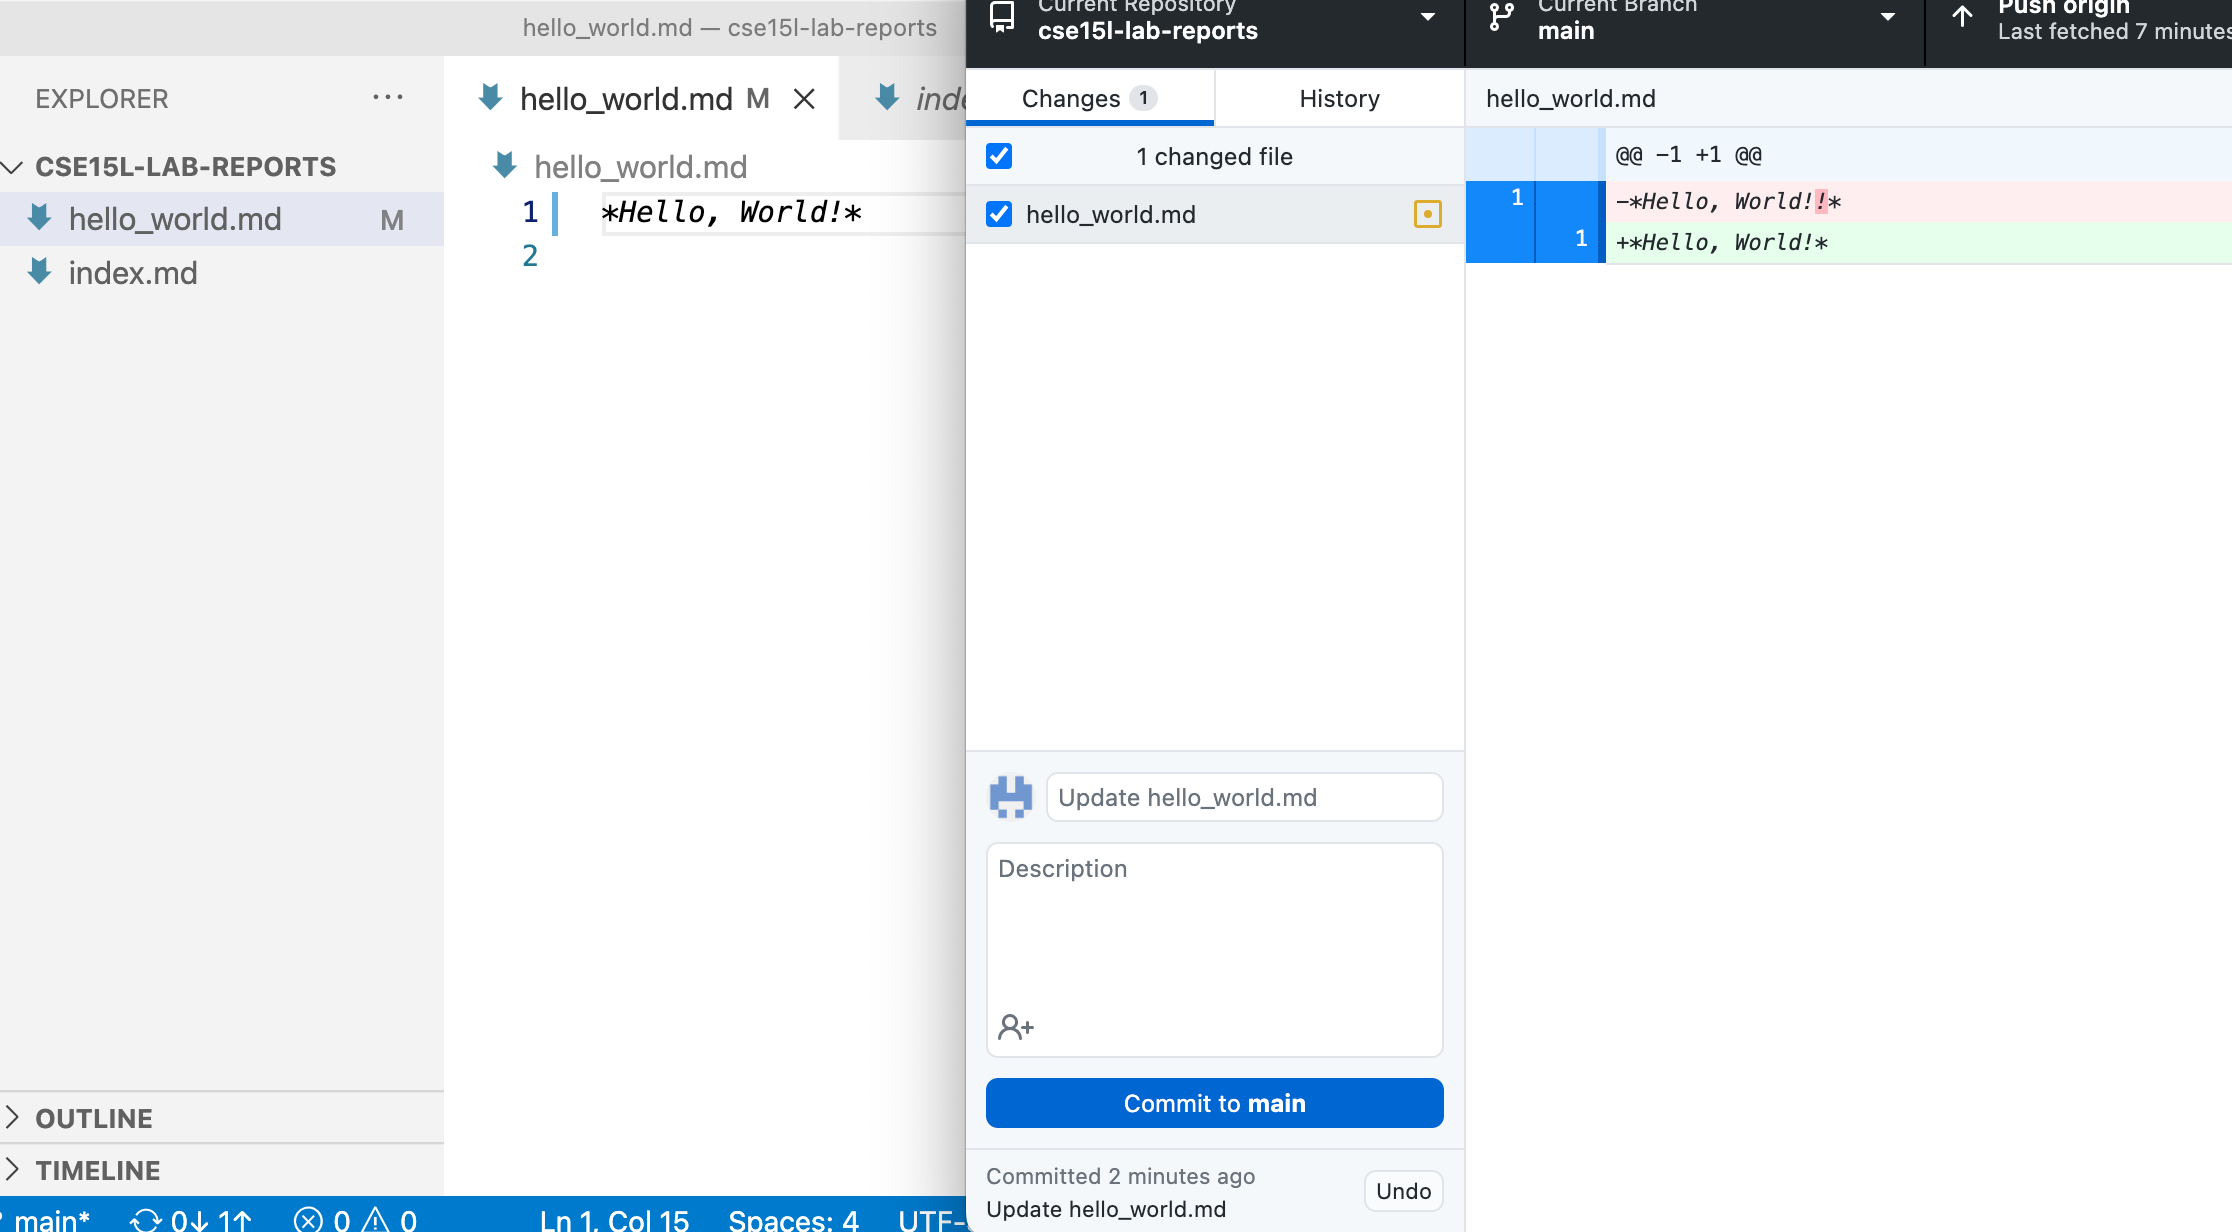 hello_world.md — cse15l-lab-reports
EXPLORER
CSE15L-LAB-REPORTS
hello_world.md M
index.md
OUTLINE
TIMELINE
hello_world.md M
hello_world.md
1 *Hello, World!*
2
main* 0↓ 1↑ 0 0
Ln 1, Col 15 Spaces: 4 UTF-
Current Repository
cse15l-lab-reports
Current Branch
main
Push origin
Last fetched 7 minutes
Changes 1
History
1 changed file
hello_world.md
Update hello_world.md
Description
Commit to main
Committed 2 minutes ago
Update hello_world.md
Undo
hello_world.md
@@ -1 +1 @@
1 -*Hello, World!!*
1 +*Hello, World!*